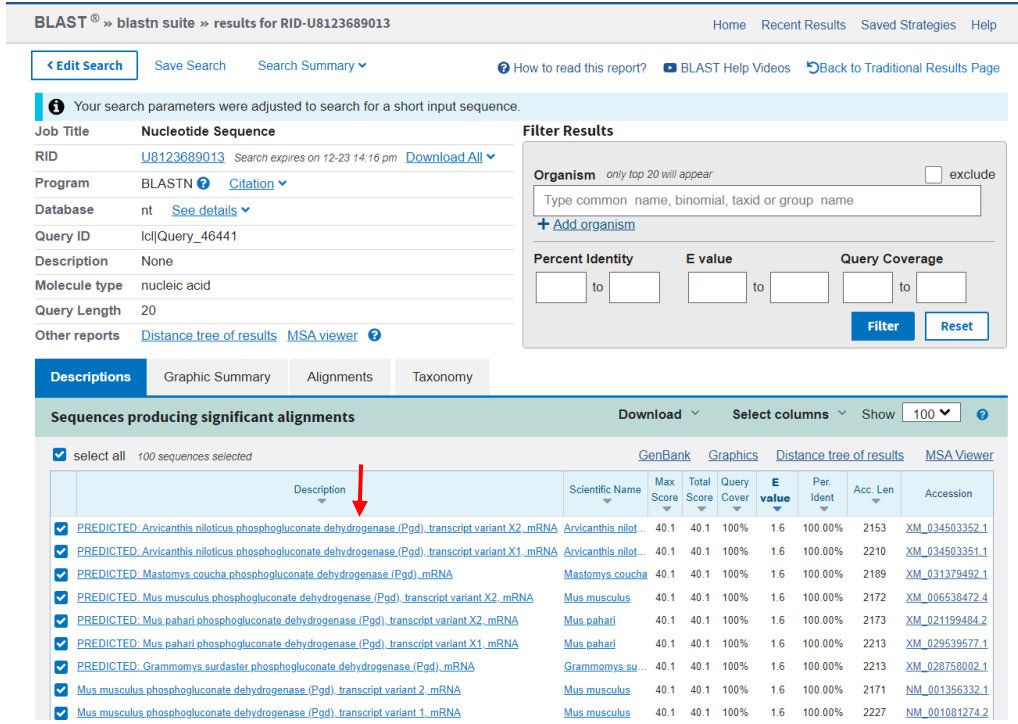 BLAST ® » blastn suite » results for RID-U8123689013
Home Recent Results Saved Strategies Help
< Edit Search Save Search Search Summary How to read this report? BLAST Help Videos Back to Traditional Results Page
Your search parameters were adjusted to search for a short input sequence.
Job Title Nucleotide Sequence
RID U8123689013 Search expires on 12-23 14:16 pm Download All
Program BLASTN Citation
Database nt See details
Query ID lcl|Query_46441
Description None
Molecule type nucleic acid
Query Length 20
Other reports Distance tree of results MSA viewer
Filter Results
Organism only top 20 will appear exclude
Type common name, binomial, taxid or group name
+ Add organism
Percent Identity E value Query Coverage
to to to
Filter Reset
Descriptions Graphic Summary Alignments Taxonomy
Sequences producing significant alignments Download Select columns Show 100
select all 100 sequences selected GenBank Graphics Distance tree of results MSA Viewer
Description Scientific Name Max Score Total Score Query Cover E value Per. Ident Acc. Len Accession
PREDICTED: Arvicanthis niloticus phosphogluconate dehydrogenase (Pgd), transcript variant X2, mRNA Arvicanthis nilot... 40.1 40.1 100% 1.6 100.00% 2153 XM_034503352.1
PREDICTED: Arvicanthis niloticus phosphogluconate dehydrogenase (Pgd), transcript variant X1, mRNA Arvicanthis nilot... 40.1 40.1 100% 1.6 100.00% 2210 XM_034503351.1
PREDICTED: Mastomys coucha phosphogluconate dehydrogenase (Pgd), mRNA Mastomys coucha 40.1 40.1 100% 1.6 100.00% 2189 XM_031379492.1
PREDICTED: Mus musculus phosphogluconate dehydrogenase (Pgd), transcript variant X2, mRNA Mus musculus 40.1 40.1 100% 1.6 100.00% 2172 XM_006538472.4
PREDICTED: Mus pahari phosphogluconate dehydrogenase (Pgd), transcript variant X2, mRNA Mus pahari 40.1 40.1 100% 1.6 100.00% 2173 XM_021199484.2
PREDICTED: Mus pahari phosphogluconate dehydrogenase (Pgd), transcript variant X1, mRNA Mus pahari 40.1 40.1 100% 1.6 100.00% 2213 XM_029539577.1
PREDICTED: Grammomys surdaster phosphogluconate dehydrogenase (Pgd), mRNA Grammomys su... 40.1 40.1 100% 1.6 100.00% 2213 XM_028758002.1
Mus musculus phosphogluconate dehydrogenase (Pgd), transcript variant 2, mRNA Mus musculus 40.1 40.1 100% 1.6 100.00% 2171 NM_001356332.1
Mus musculus phosphogluconate dehydrogenase (Pgd), transcript variant 1, mRNA Mus musculus 40.1 40.1 100% 1.6 100.00% 2227 NM_001081274.2